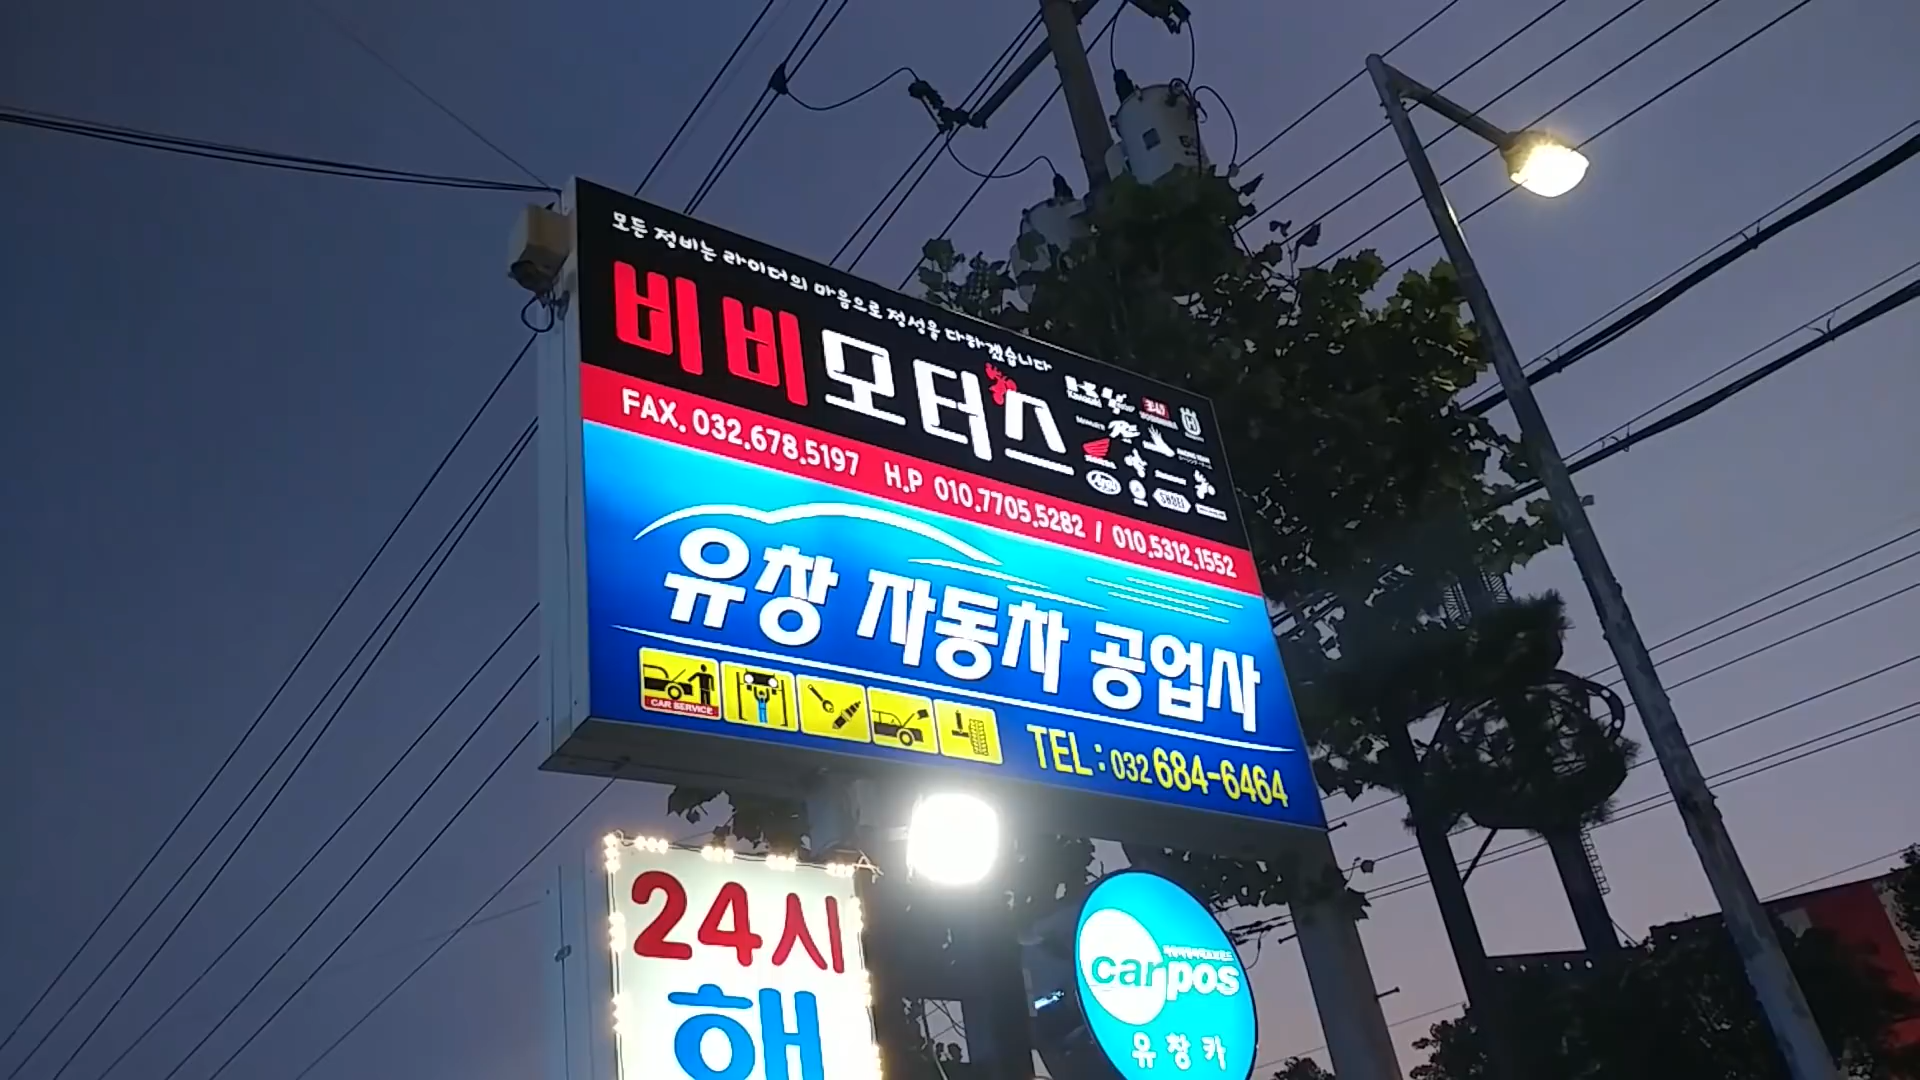 모든 정비는 라이더의 마음으로 정성을 다하겠습니다
비비모터스
Kawasaki
FAX. 032.678.5197 H.P 010.7705.5282 / 010.5312.1552
유창 자동차 공업사
CAR SERVICE
TEL : 032 684-6464
24시
해
carpos
유창카